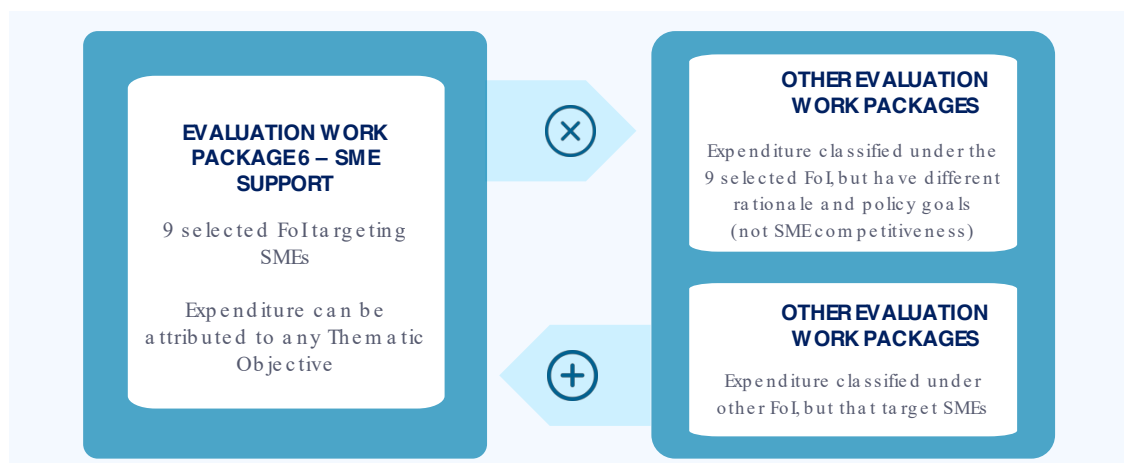 EVALUATION WORK
PACKAGE 6 – SME
SUPPORT
9 selected FoI targeting
SMEs
Expenditure can be
attributed to any Thematic
Objective
OTHER EVALUATION
WORK PACKAGES
Expenditure classified under the
9 selected FoI, but have different
rationale and policy goals
(not SME competitiveness)
OTHER EVALUATION
WORK PACKAGES
Expenditure classified under
other FoI, but that target SMEs